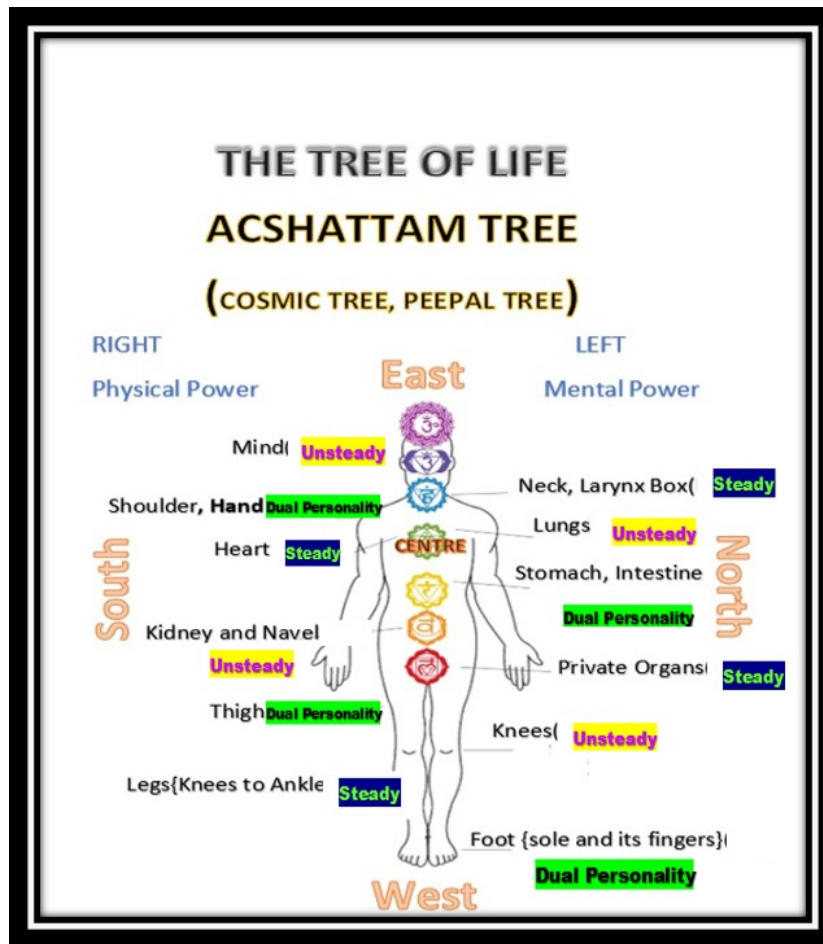 THE TREE OF LIFE
ACSHATTAM TREE
(COSMIC TREE, PEEPAL TREE)
RIGHT
LEFT
Physical Power
East
Mental Power
Mind( Unsteady
Neck, Larynx Box( Steady
Shoulder, Hand Dual Personality
Lungs Unsteady
Heart Steady
CENTRE
Stomach, Intestine
Dual Personality
South
North
Kidney and Navel
Unsteady
Private Organs( Steady
Thigh Dual Personality
Knees( Unsteady
Legs{Knees to Ankle Steady
Foot {sole and its fingers}(
Dual Personality
West